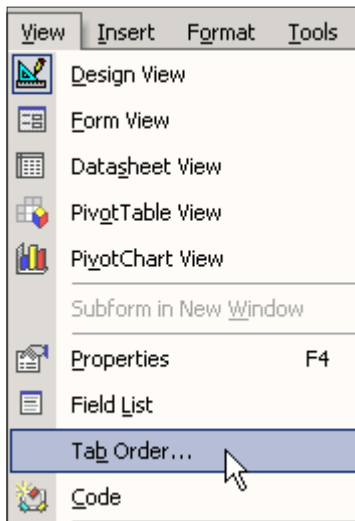 View Insert Format Tools
Design View
Form View
Datasheet View
PivotTable View
PivotChart View
Subform in New Window
Properties F4
Field List
Tab Order...
Code